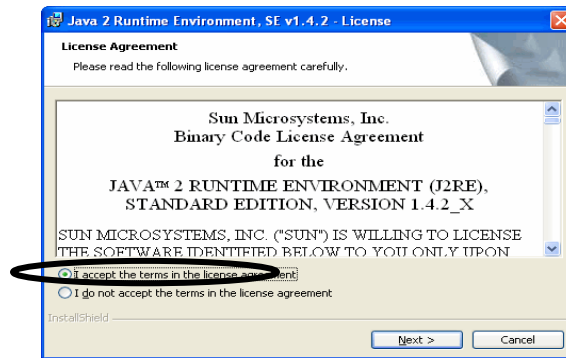 Java 2 Runtime Environment, SE v1.4.2 - License
License Agreement
Please read the following license agreement carefully.
Sun Microsystems, Inc.
Binary Code License Agreement
for the
JAVA™ 2 RUNTIME ENVIRONMENT (J2RE),
STANDARD EDITION, VERSION 1.4.2_X
SUN MICROSYSTEMS, INC. ("SUN") IS WILLING TO LICENSE
THE SOFTWARE IDENTIFIED BELOW TO YOU ONLY UPON
I accept the terms in the license agreement
I do not accept the terms in the license agreement
InstallShield
Next >
Cancel